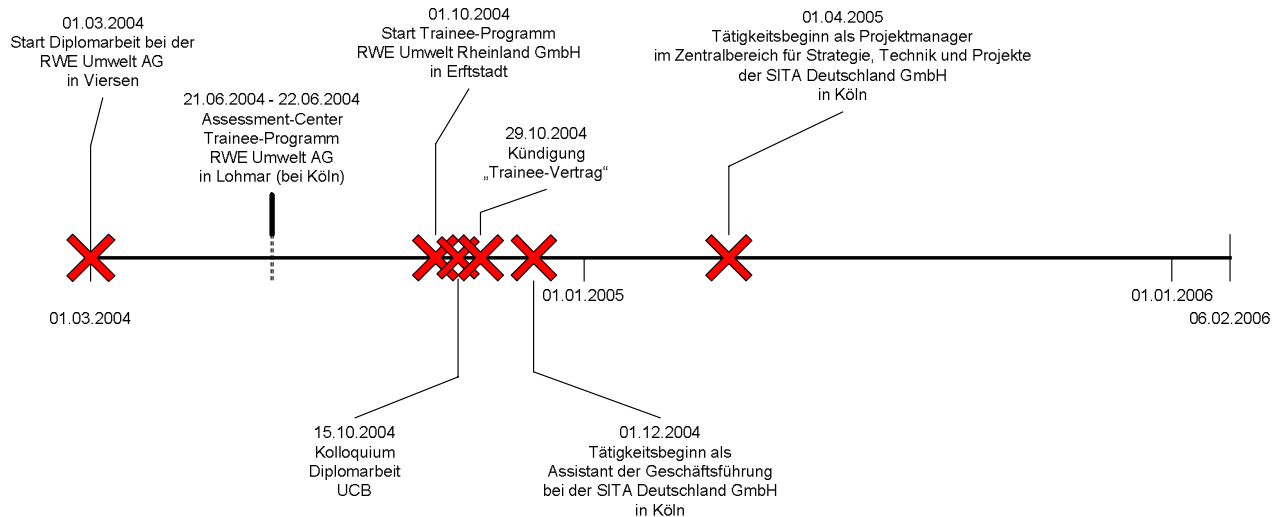 01.03.2004
Start Diplomarbeit bei der
RWE Umwelt AG
in Viersen
21.06.2004 - 22.06.2004
Assessment-Center
Trainee-Programm
RWE Umwelt AG
in Lohmar (bei Köln)
01.10.2004
Start Trainee-Programm
RWE Umwelt Rheinland GmbH
in Erftstadt
29.10.2004
Kündigung
„Trainee-Vertrag“
01.04.2005
Tätigkeitsbeginn als Projektmanager
im Zentralbereich für Strategie, Technik und Projekte
der SITA Deutschland GmbH
in Köln
01.03.2004
01.01.2005
01.01.2006
06.02.2006
15.10.2004
Kolloquium
Diplomarbeit
UCB
01.12.2004
Tätigkeitsbeginn als
Assistant der Geschäftsführung
bei der SITA Deutschland GmbH
in Köln